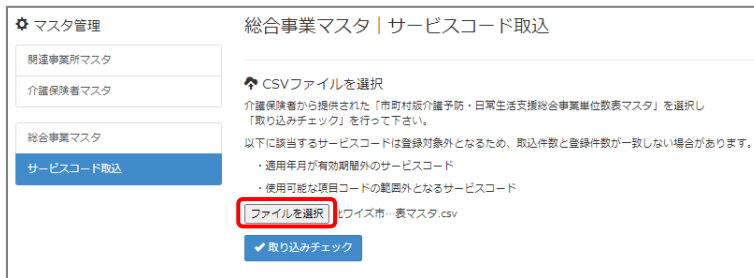 マスタ管理
関連事業所マスタ
介護保険者マスタ
総合事業マスタ
サービスコード取込
総合事業マスタ│サービスコード取込
CSVファイルを選択
介護保険者から提供された「市町村版介護予防・日常生活支援総合事業単位数表マスタ」を選択し
「取り込みチェック」を行って下さい。
以下に該当するサービスコードは登録対象外となるため、取込件数と登録件数が一致しない場合があります。
・適用年月が有効期間外のサービスコード
・使用可能な項目コードの範囲外となるサービスコード
ファイルを選択 北ワイズ市…表マスタ.csv
取り込みチェック